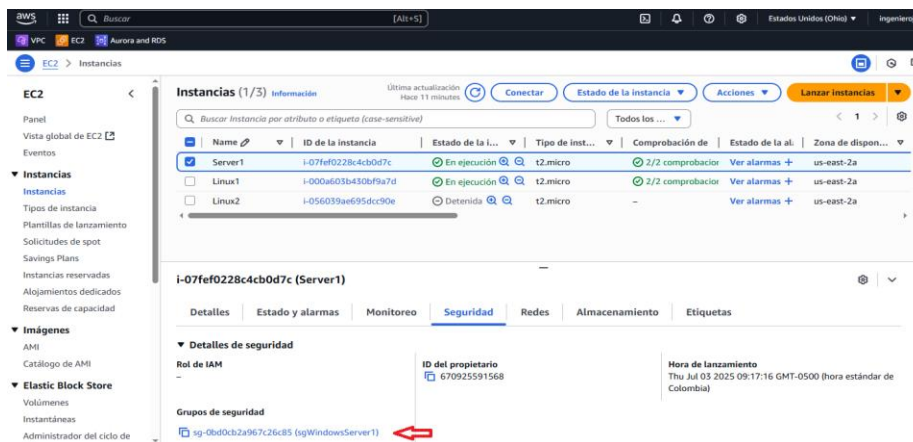 aws
Buscar [Alt+S] Estados Unidos (Ohio) ingeniero
VPC EC2 Aurora and RDS
EC2 > Instancias
EC2
Panel
Vista global de EC2
Eventos
Instancias
Instancias
Tipos de instancia
Plantillas de lanzamiento
Solicitudes de spot
Savings Plans
Instancias reservadas
Alojamientos dedicados
Reservas de capacidad
Imágenes
AMI
Catálogo de AMI
Elastic Block Store
Volúmenes
Instantáneas
Administrador del ciclo de
Instancias (1/3) Información
Última actualización
Hace 11 minutes
Conectar Estado de la instancia Acciones Lanzar instancias
Buscar Instancia por atributo o etiqueta (case-sensitive) Todos los ... 1
Name ID de la instancia Estado de la i... Tipo de inst... Comprobación de Estado de la al Zona de dispon...
Server1 i-07fef0228c4cb0d7c En ejecución t2.micro 2/2 comprobacior Ver alarmas + us-east-2a
Linux1 i-000a603b430bf9a7d En ejecución t2.micro 2/2 comprobacior Ver alarmas + us-east-2a
Linux2 i-056039ae695dcc90e Detenida t2.micro – Ver alarmas + us-east-2a
i-07fef0228c4cb0d7c (Server1)
Detalles Estado y alarmas Monitoreo Seguridad Redes Almacenamiento Etiquetas
Detalles de seguridad
Rol de IAM
–
ID del propietario
670925591568
Hora de lanzamiento
Thu Jul 03 2025 09:17:16 GMT-0500 (hora estándar de
Colombia)
Grupos de seguridad
sg-0bd0cb2a967c26c85 (sgWindowsServer1)